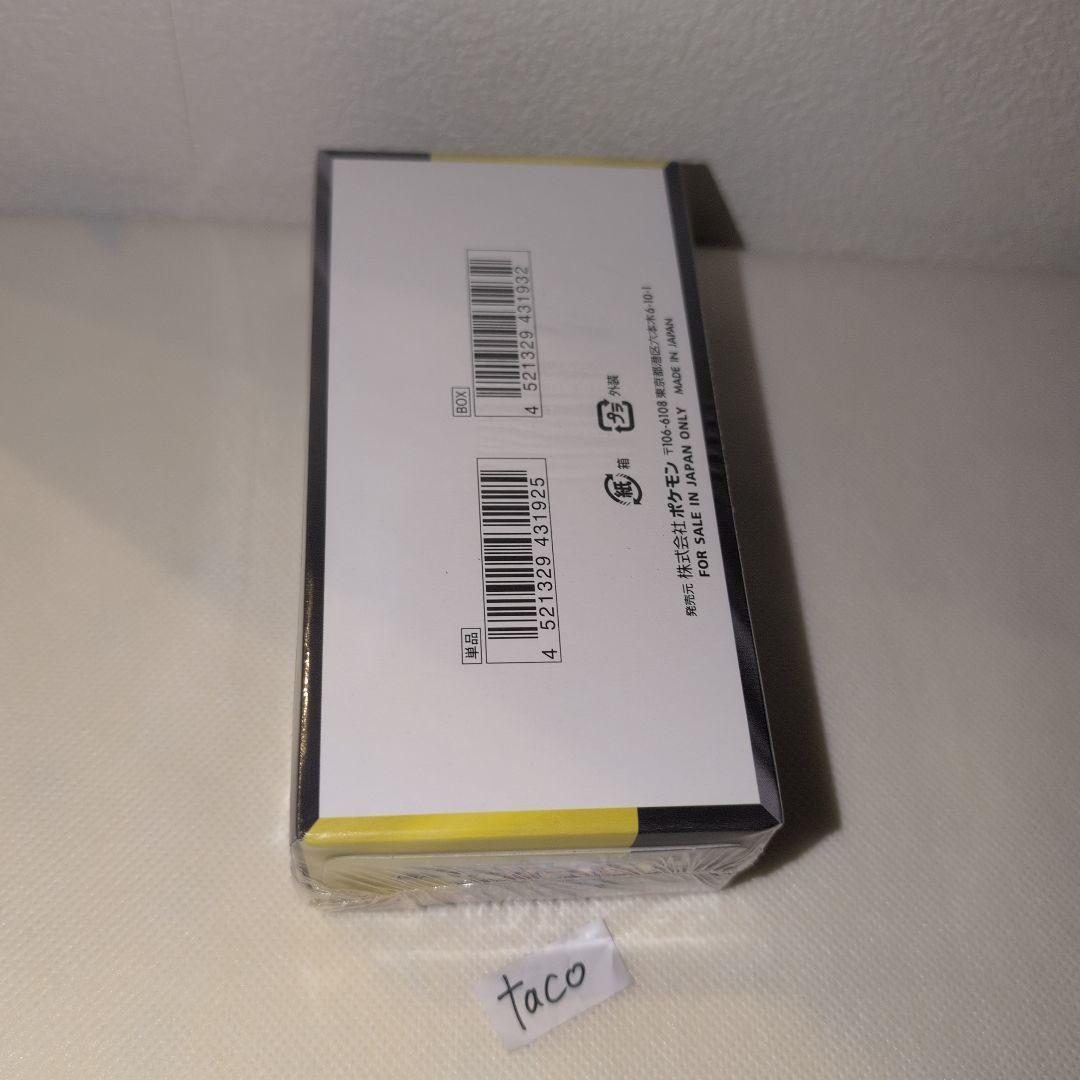 単品
4 521329 431925
BOX
4 521329 431932
紙 箱
プラ 外装
発売元 株式会社 ポケモン 〒106-6108 東京都港区六本木6-10-1
FOR SALE IN JAPAN ONLY MADE IN JAPAN
taco